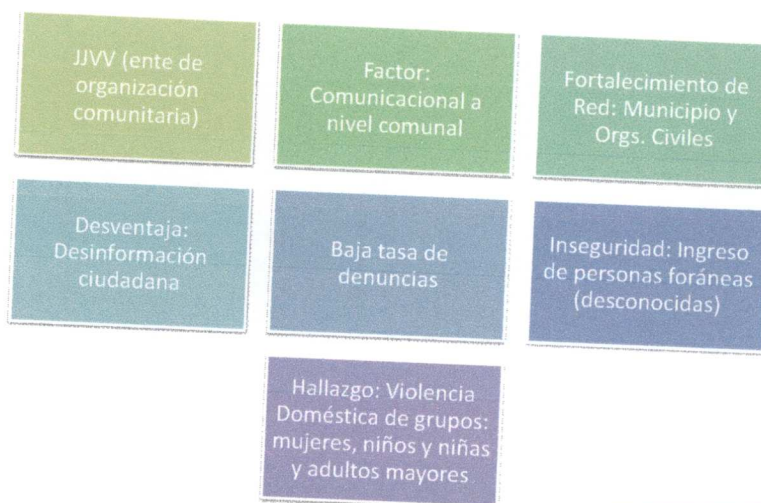 JJVV (ente de
organización
comunitaria)
Factor:
Comunicacional a
nivel comunal
Fortalecimiento de
Red: Municipio y
Orgs. Civiles
Desventaja:
Desinformación
ciudadana
Baja tasa de
denuncias
Inseguridad: Ingreso
de personas foráneas
(desconocidas)
Hallazgo: Violencia
Doméstica de grupos:
mujeres, niños y niñas
y adultos mayores